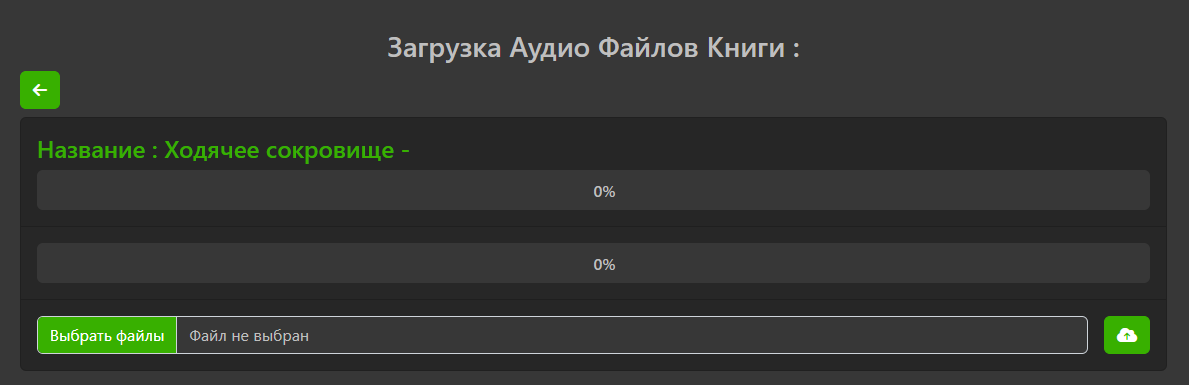 Загрузка Аудио Файлов Книги :
Название : Ходячее сокровище -
0%
0%
Выбрать файлы Файл не выбран